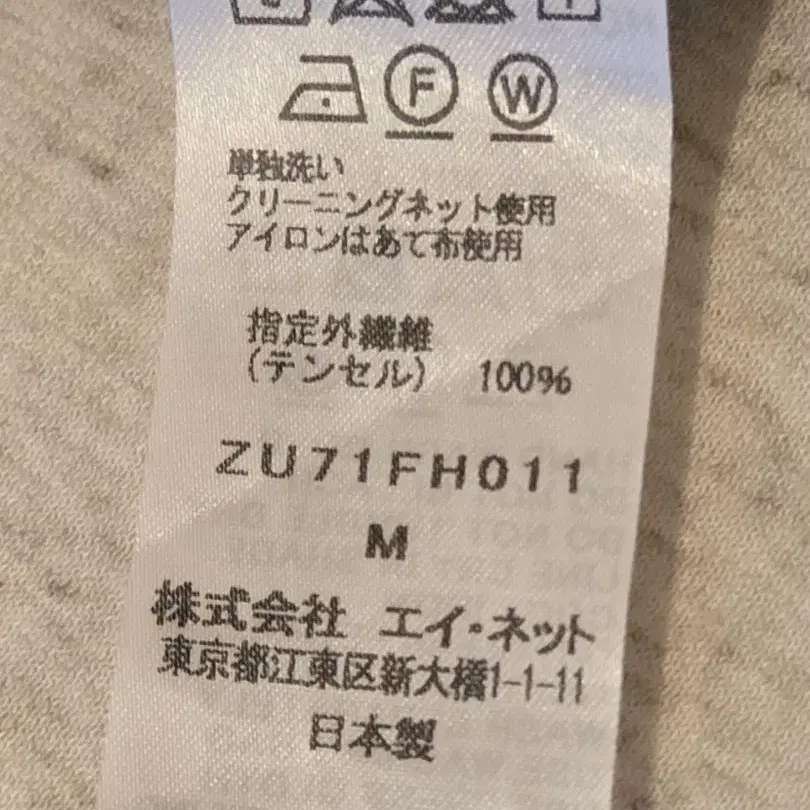 F W
単独洗い
クリーニングネット使用
アイロンはあて布使用
指定外繊維
(テンセル) 100%
ZU71FH011
M
株式会社 エイ・ネット
東京都江東区新大橋1-1-11
日本製